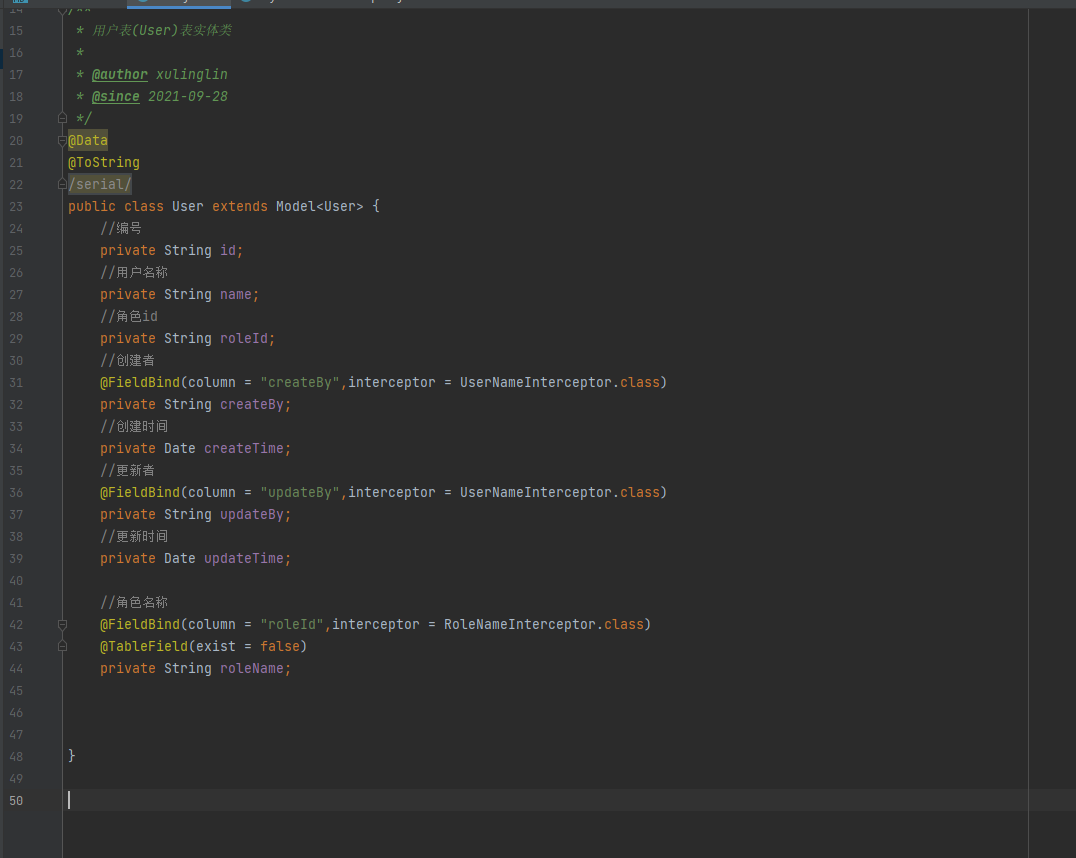 /**
15 * 用户表(User)表实体类
16 *
17 * @author xulinglin
18 * @since 2021-09-28
19 */
20 @Data
21 @ToString
22 /serial/
23 public class User extends Model<User> {
24 //编号
25 private String id;
26 //用户名称
27 private String name;
28 //角色id
29 private String roleId;
30 //创建者
31 @FieldBind(column = "createBy",interceptor = UserNameInterceptor.class)
32 private String createBy;
33 //创建时间
34 private Date createTime;
35 //更新者
36 @FieldBind(column = "updateBy",interceptor = UserNameInterceptor.class)
37 private String updateBy;
38 //更新时间
39 private Date updateTime;
40
41 //角色名称
42 @FieldBind(column = "roleId",interceptor = RoleNameInterceptor.class)
43 @TableField(exist = false)
44 private String roleName;
45
46
47
48 }
49
50